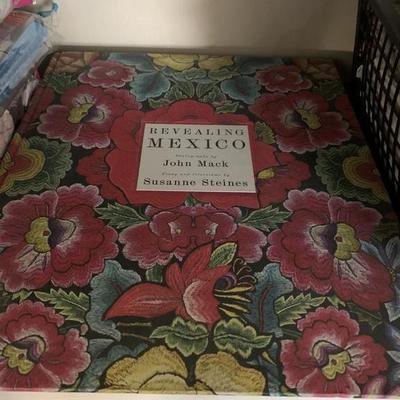 REVEALING
MEXICO
Photographs by
John Mack
Essay and Interviews by
Susanne Steines